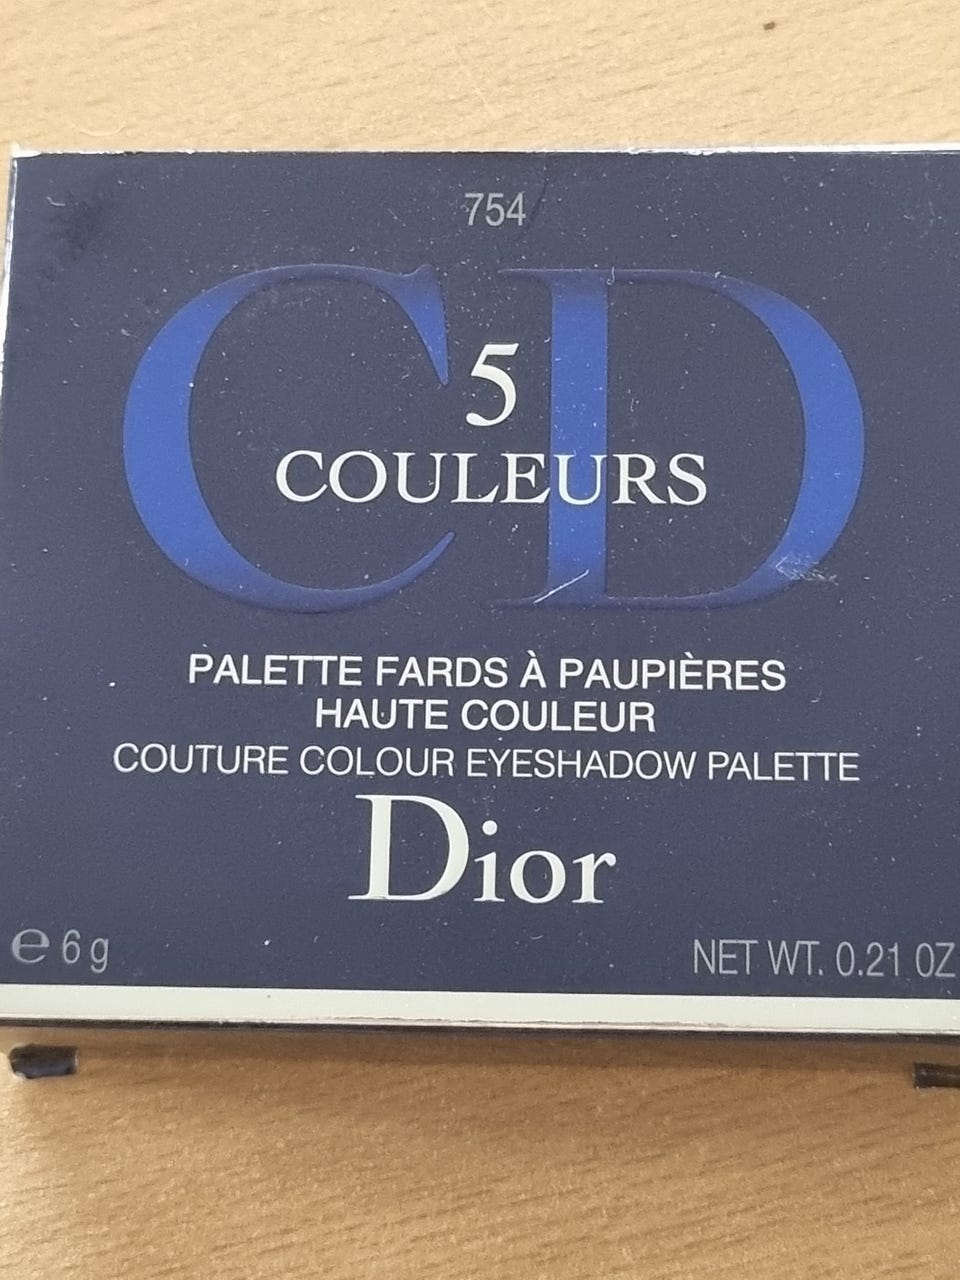 754
CD
5
COULEURS
PALETTE FARDS À PAUPIÈRES
HAUTE COULEUR
COUTURE COLOUR EYESHADOW PALETTE
Dior
℮ 6 g
NET WT. 0.21 OZ